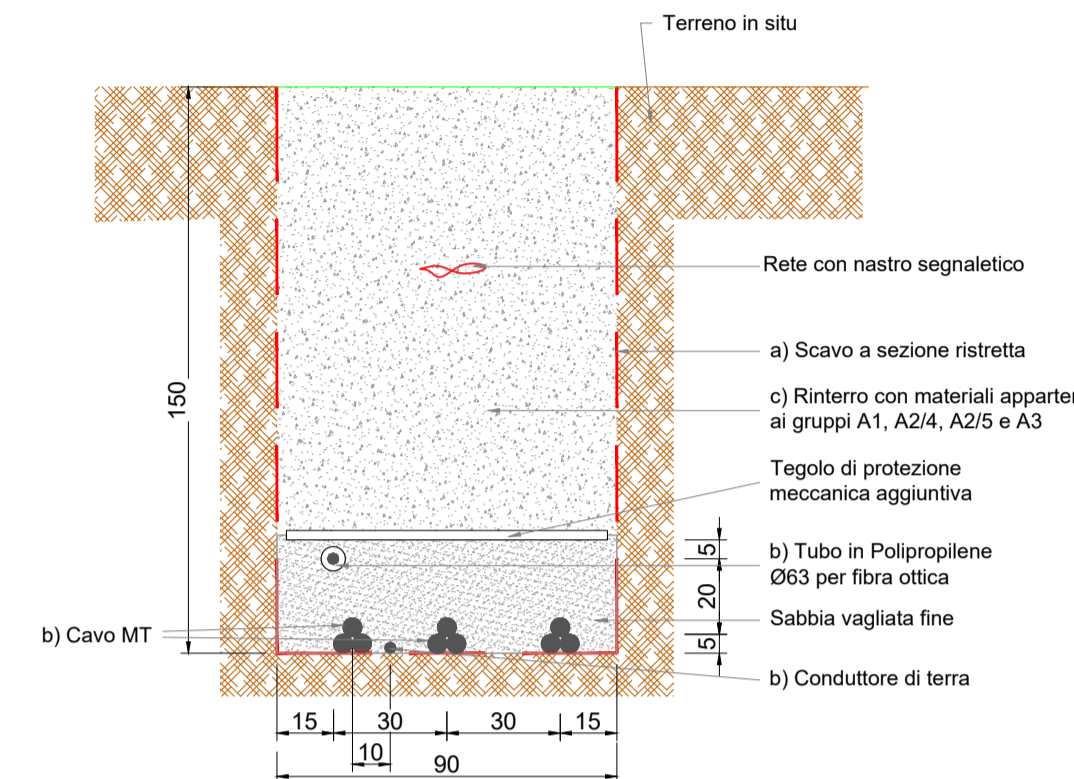 Terreno in situ
Rete con nastro segnaletico
a) Scavo a sezione ristretta
c) Rinterro con materiali apparten
ai gruppi A1, A2/4, A2/5 e A3
Tegolo di protezione
meccanica aggiuntiva
b) Tubo in Polipropilene
Ø63 per fibra ottica
Sabbia vagliata fine
b) Cavo MT
b) Conduttore di terra
150
5
20
5
15 30 30 15
10
90